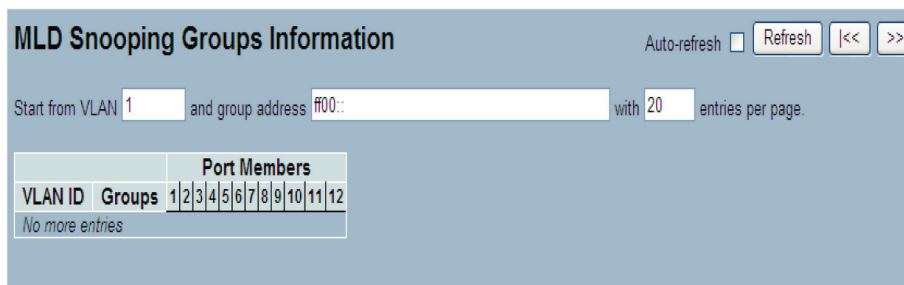 MLD Snooping Groups Information
Auto-refresh Refresh |<< >>
Start from VLAN 1 and group address ff00:: with 20 entries per page.
Port Members
VLAN ID Groups 1 2 3 4 5 6 7 8 9 10 11 12
No more entries